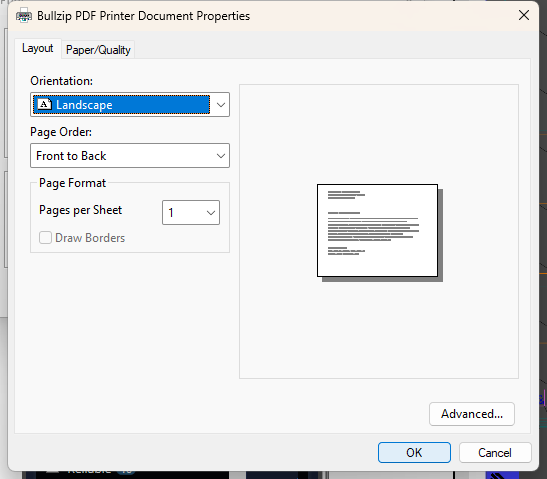 Bullzip PDF Printer Document Properties
Layout
Paper/Quality
Orientation:
A Landscape
Page Order:
Front to Back
Page Format
Pages per Sheet
1
Draw Borders
Advanced...
OK
Cancel
Reliable